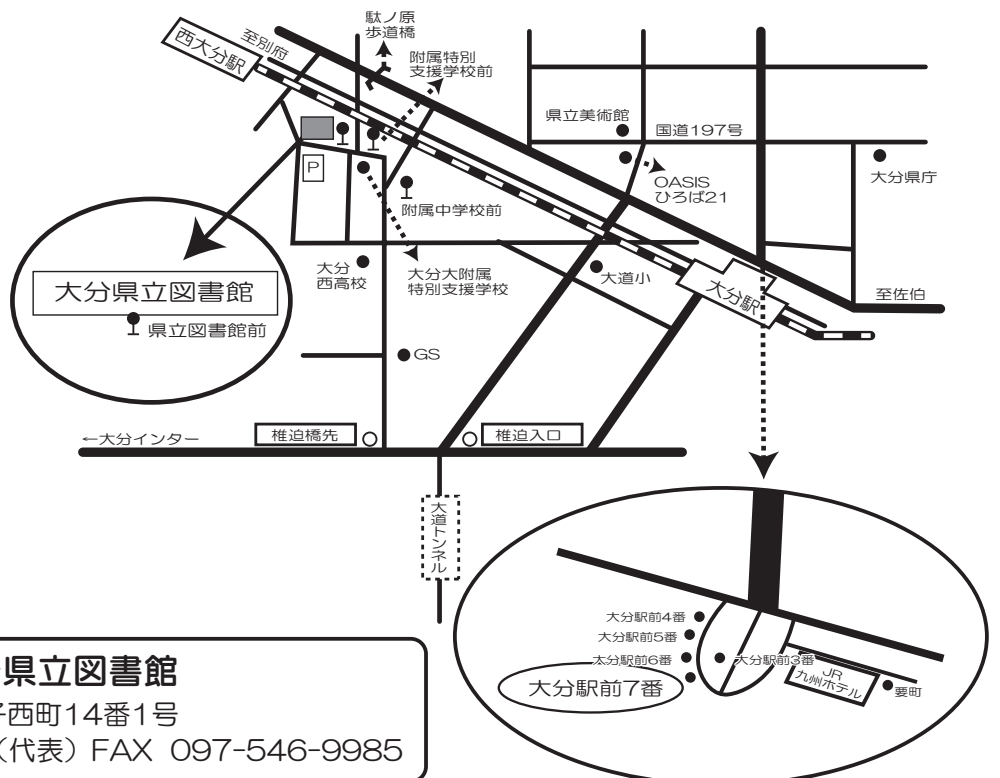 駄ノ原
歩道橋
西大分駅
至別府
附属特別
支援学校前
県立美術館
国道197号
大分県庁
OASIS
ひろば21
P
附属中学校前
大分
西高校
大分大附属
特別支援学校
大道小
大分駅
至佐伯
大分県立図書館
県立図書館前
GS
←大分インター
椎迫橋先
椎迫入口
大道トンネル
大分駅前4番
大分駅前5番
大分駅前6番
大分駅前3番
大分駅前7番
JR
九州ホテル
要町
県立図書館
西町14番1号
(代表) FAX 097-546-9985